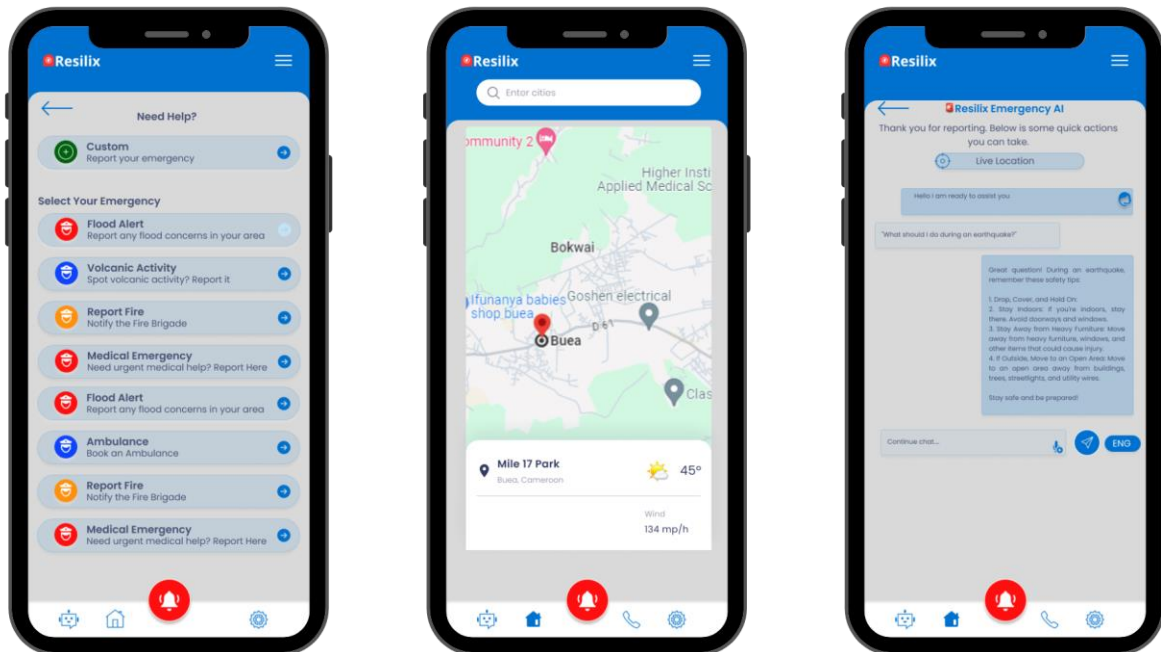 Resilix
Need Help?
Custom
Report your emergency
Select Your Emergency
Flood Alert
Report any flood concerns in your area
Volcanic Activity
Spot volcanic activity? Report it
Report Fire
Notify the Fire Brigade
Medical Emergency
Need urgent medical help? Report Here
Flood Alert
Report any flood concerns in your area
Ambulance
Book an Ambulance
Report Fire
Notify the Fire Brigade
Medical Emergency
Need urgent medical help? Report Here
Resilix
Enter cities
ommunity 2
Higher Insti
Applied Medical Sc
Bokwai
Ifunanya babies
shop buea
Goshen electrical
D 61
Buea
Clas
Mile 17 Park
Buea, Cameroon
45°
Wind
134 mp/h
Resilix
Resilix Emergency AI
Thank you for reporting. Below is some quick actions
you can take.
Live Location
Hello I am ready to assist you
"What should I do during an earthquake?"
Great question! During an earthquake,
remember these safety tips:
1. Drop, Cover, and Hold On:
2. Stay Indoors: If you're indoors, stay
there. Avoid doorways and windows.
3. Stay Away from Heavy Furniture: Move
away from heavy furniture, windows, and
other items that could cause injury.
4. If Outside, Move to an Open Area: Move
to an open area away from buildings,
trees, streetlights, and utility wires.
Stay safe and be prepared!
Continue chat...
ENG